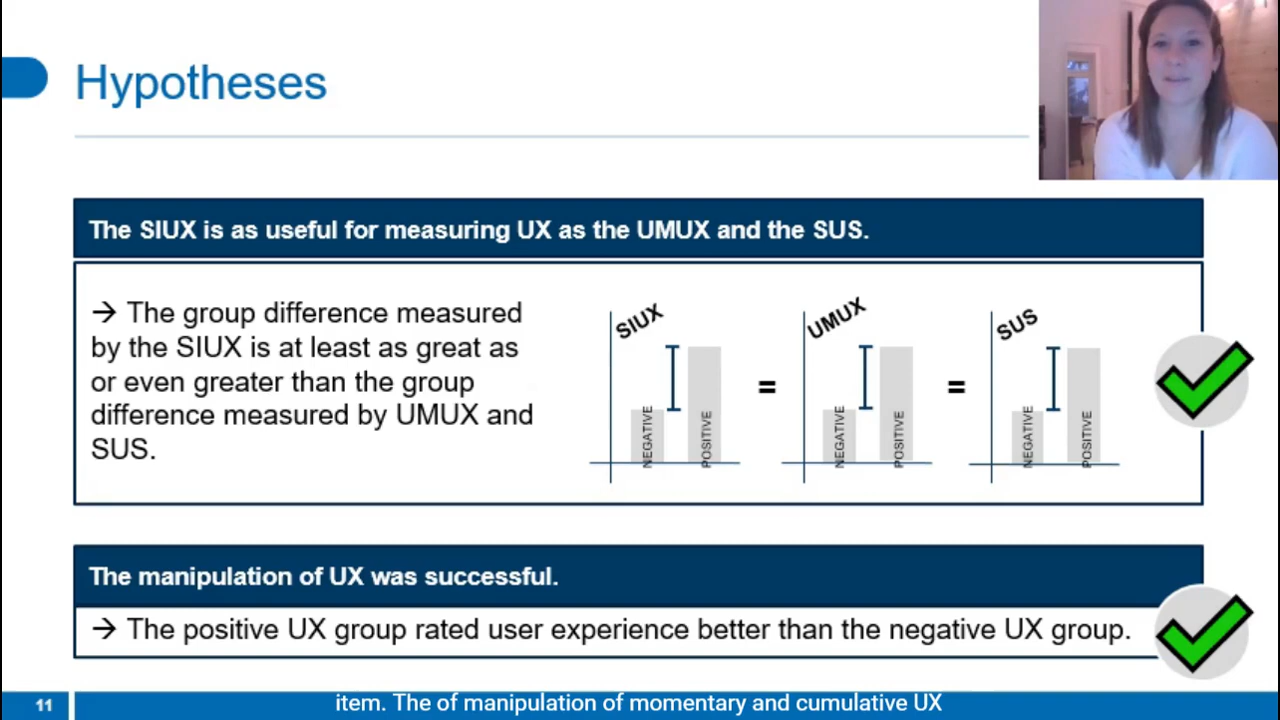 Hypotheses
The SIUX is as useful for measuring UX as the UMUX and the SUS.
→ The group difference measured
by the SIUX is at least as great as
or even greater than the group
difference measured by UMUX and
SUS.
SIUX
NEGATIVE
POSITIVE
=
UMUX
NEGATIVE
POSITIVE
=
SUS
NEGATIVE
POSITIVE
The manipulation of UX was successful.
→ The positive UX group rated user experience better than the negative UX group.
11
item. The of manipulation of momentary and cumulative UX